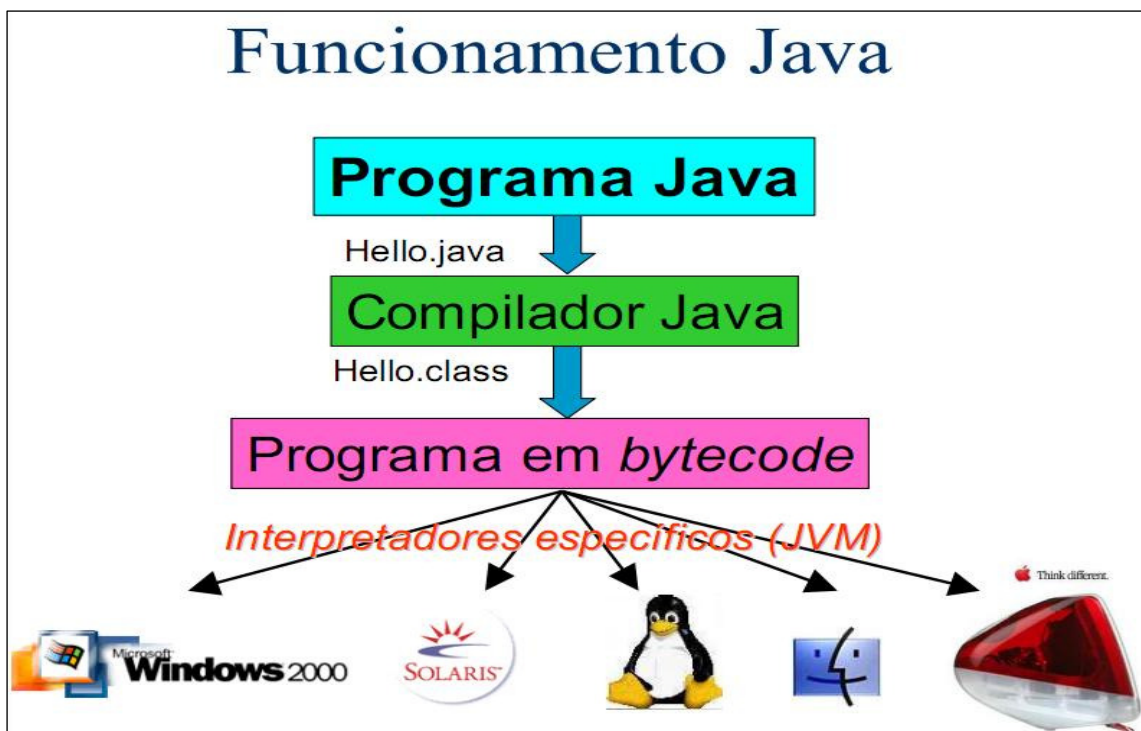 Funcionamento Java
Programa Java
Hello.java
Compilador Java
Hello.class
Programa em bytecode
Interpretadores específicos (JVM)
Think different.
Microsoft
Windows 2000
SOLARIS™